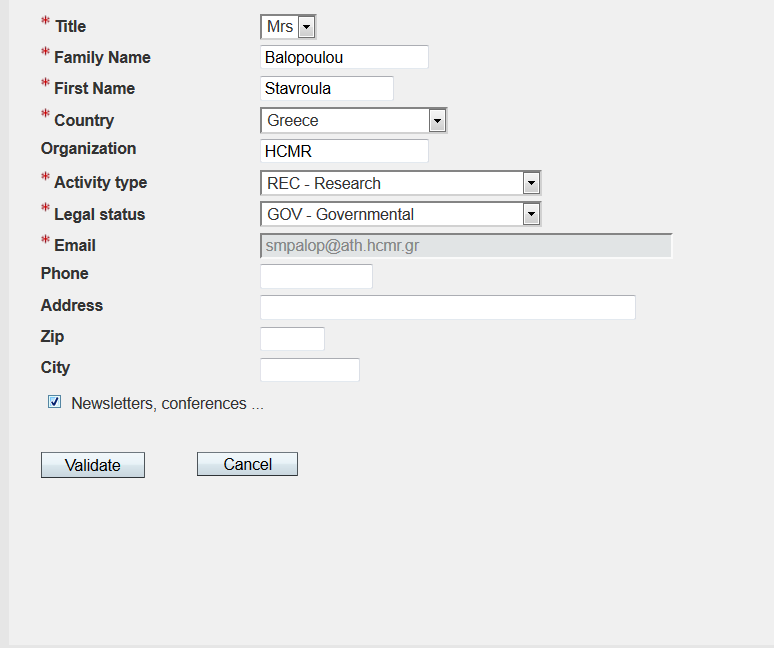 * Title Mrs
* Family Name Balopoulou
* First Name Stavroula
* Country Greece
Organization HCMR
* Activity type REC - Research
* Legal status GOV - Governmental
* Email smpalop@ath.hcmr.gr
Phone
Address
Zip
City
Newsletters, conferences ...
Validate Cancel